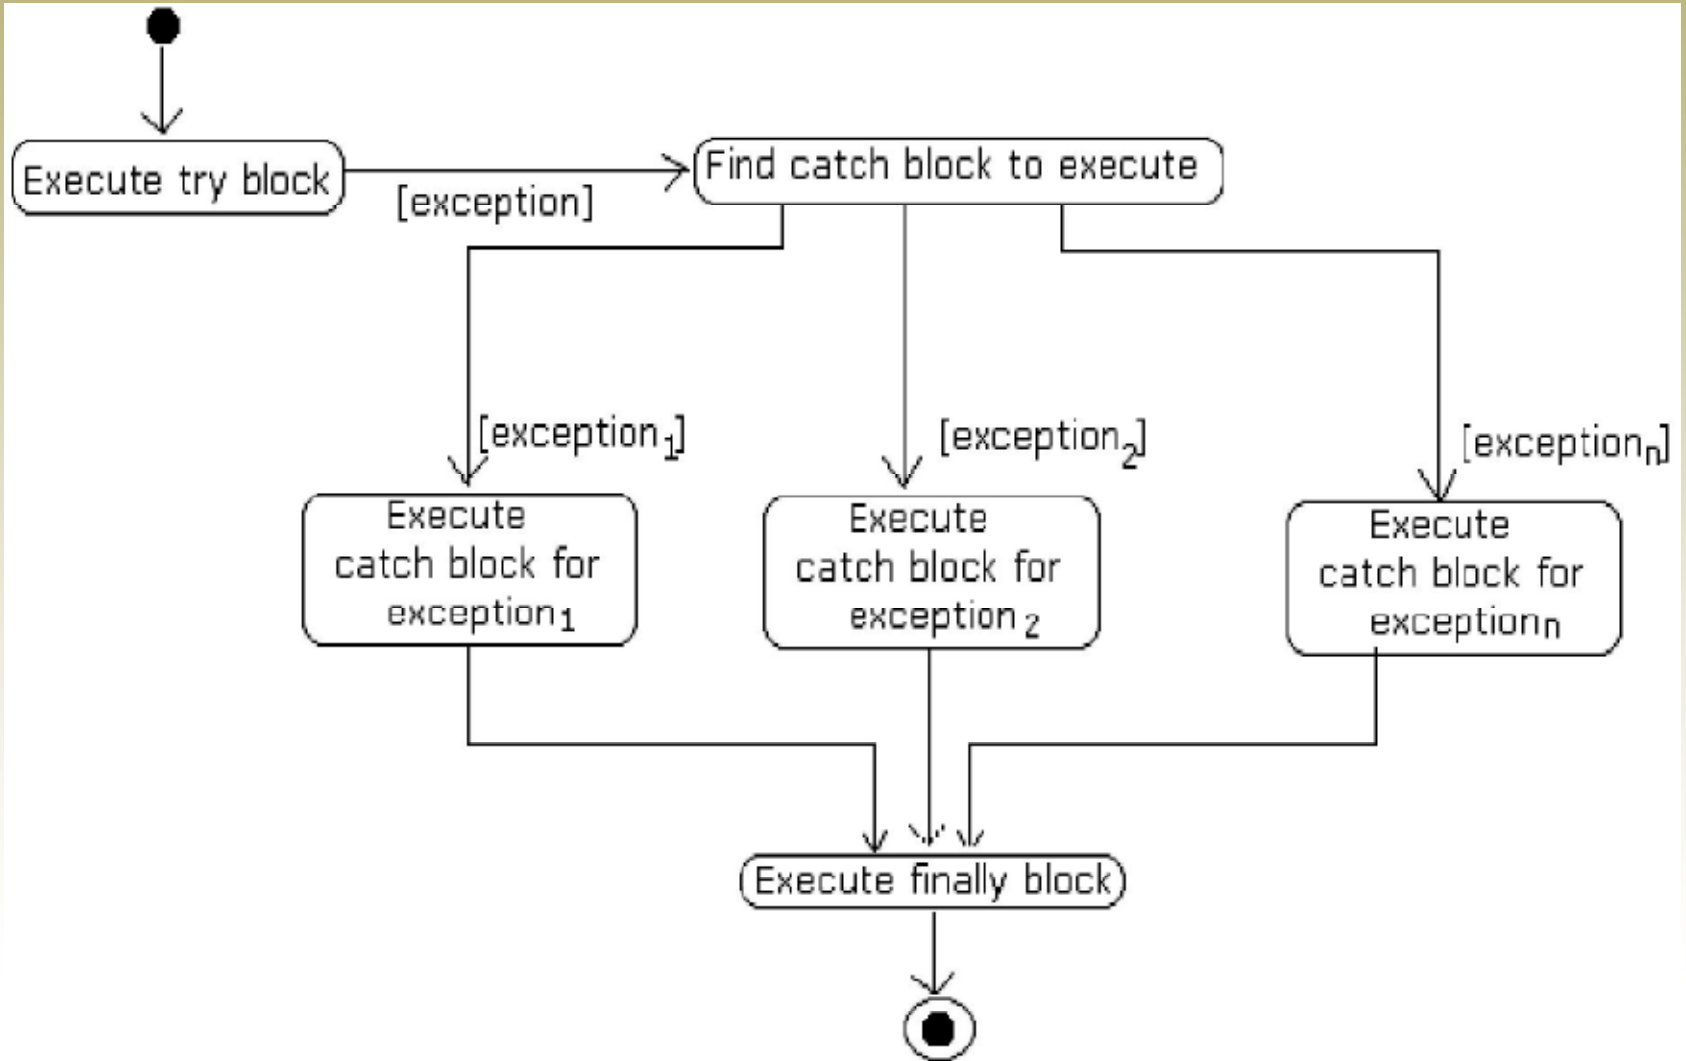 Execute try block
[exception]
Find catch block to execute
[exception₁]
[exception₂]
[exceptionₙ]
Execute
catch block for
exception₁
Execute
catch block for
exception₂
Execute
catch block for
exceptionₙ
Execute finally block